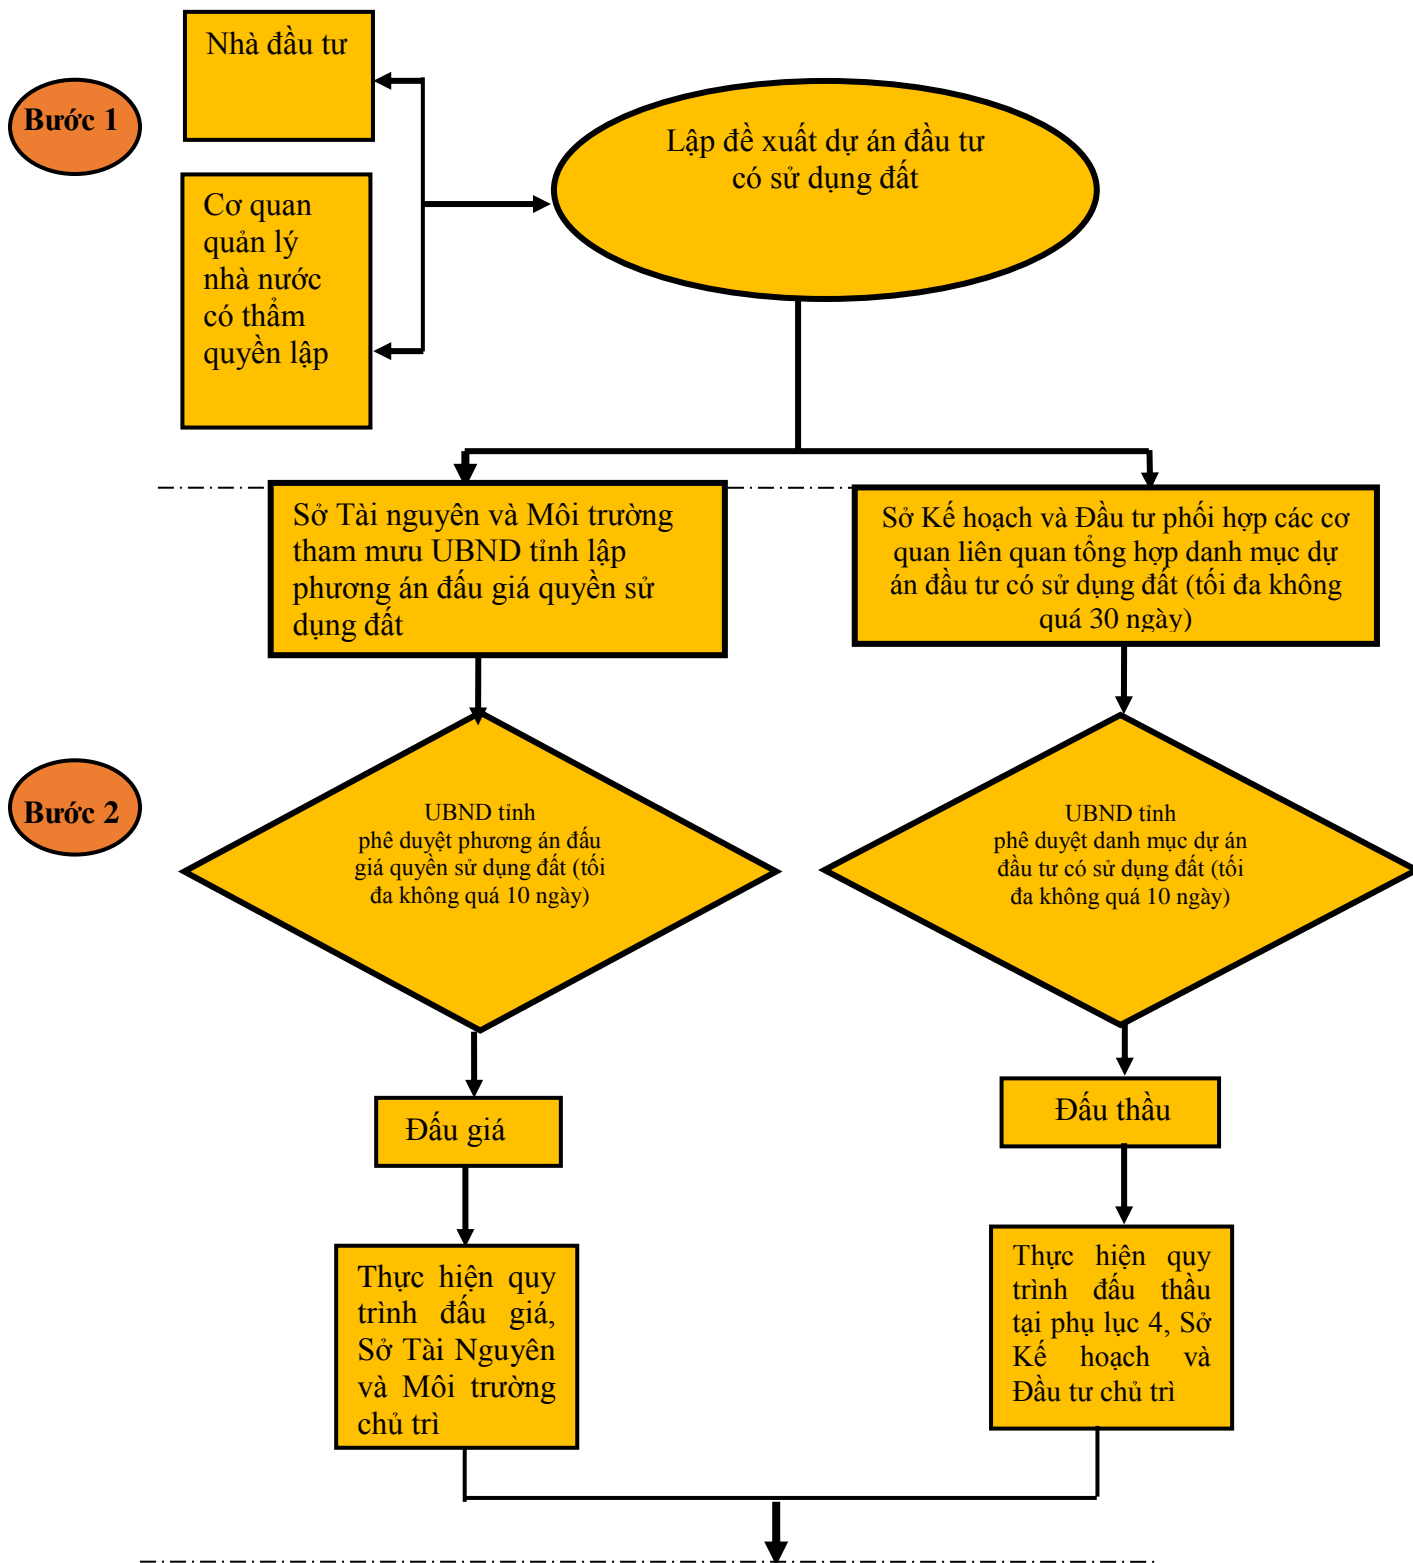 Nhà đầu tư
Bước 1
Lập đề xuất dự án đầu tư
có sử dụng đất
Cơ quan
quản lý
nhà nước
có thẩm
quyền lập
Sở Tài nguyên và Môi trường
tham mưu UBND tỉnh lập
phương án đấu giá quyền sử
dụng đất
Sở Kế hoạch và Đầu tư phối hợp các cơ
quan liên quan tổng hợp danh mục dự
án đầu tư có sử dụng đất (tối đa không
quá 30 ngày)
Bước 2
UBND tỉnh
phê duyệt phương án đấu
giá quyền sử dụng đất (tối
đa không quá 10 ngày)
UBND tỉnh
phê duyệt danh mục dự án
đầu tư có sử dụng đất (tối
đa không quá 10 ngày)
Đấu giá
Đấu thầu
Thực hiện quy
trình đấu giá,
Sở Tài Nguyên
và Môi trường
chủ trì
Thực hiện quy
trình đấu thầu
tại phụ lục 4, Sở
Kế hoạch và
Đầu tư chủ trì